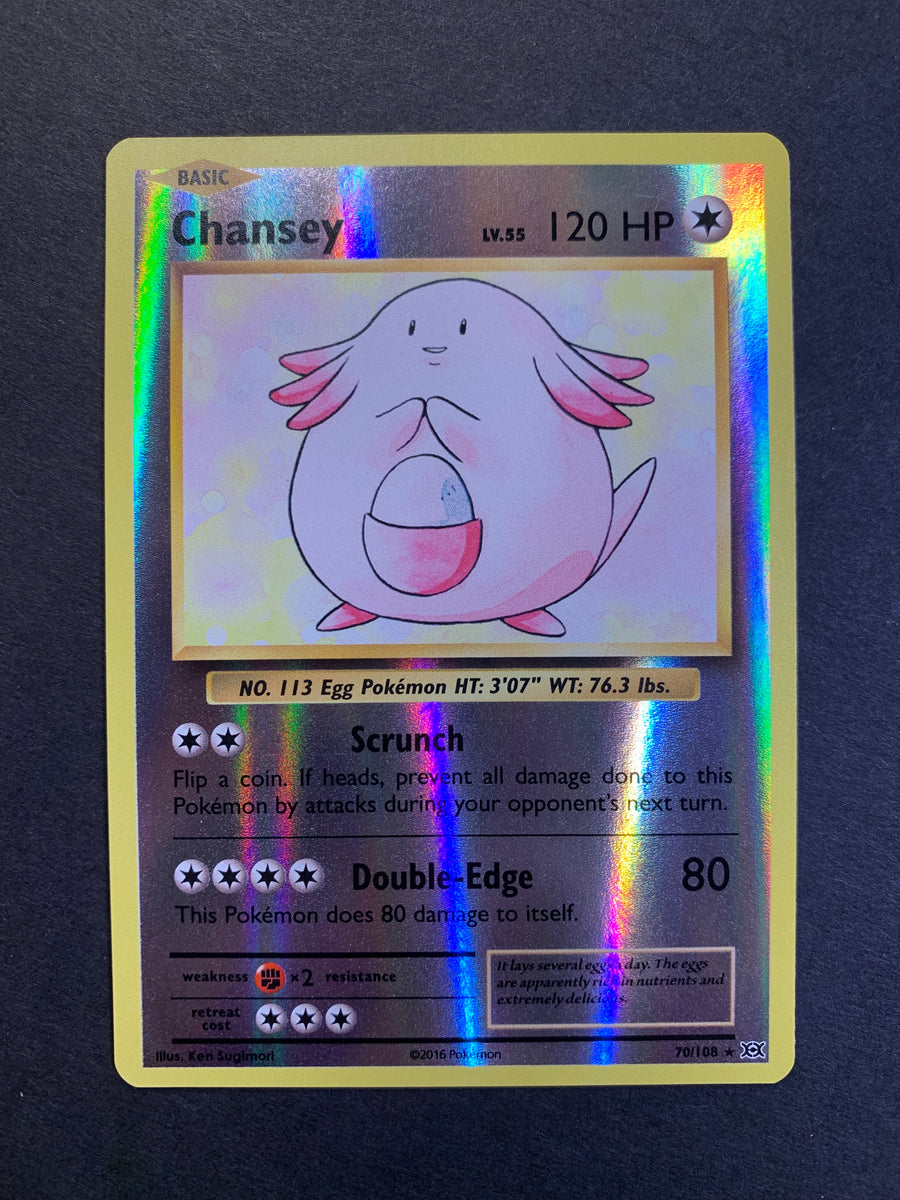 BASIC
Chansey LV.55 120 HP
NO. 113 Egg Pokémon HT: 3'07" WT: 76.3 lbs.
Scrunch
Flip a coin. If heads, prevent all damage done to this
Pokémon by attacks during your opponent's next turn.
Double-Edge 80
This Pokémon does 80 damage to itself.
weakness ×2 resistance
retreat
cost
It lays several eggs a day. The eggs
are apparently rich in nutrients and
extremely delicious.
Illus. Ken Sugimori ©2016 Pokémon 70/108 ★